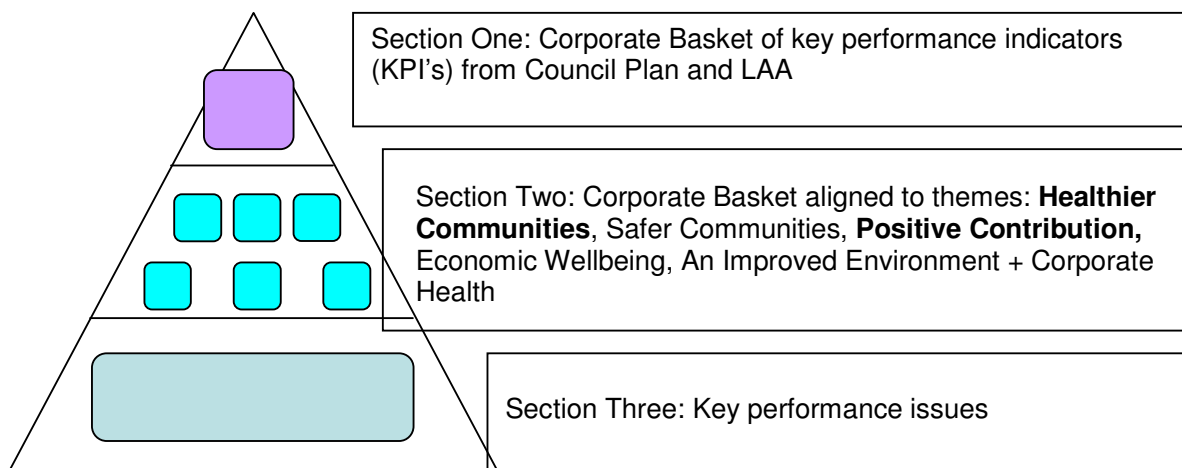 Section One: Corporate Basket of key performance indicators
(KPI's) from Council Plan and LAA
Section Two: Corporate Basket aligned to themes: Healthier
Communities, Safer Communities, Positive Contribution,
Economic Wellbeing, An Improved Environment + Corporate
Health
Section Three: Key performance issues